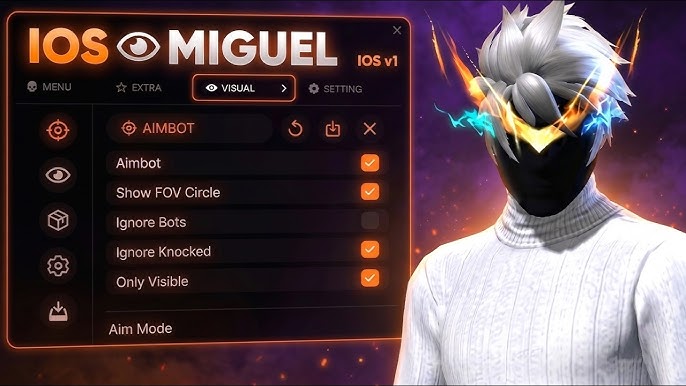 IOS MIGUEL
IOS v1
MENU EXTRA VISUAL SETTING
AIMBOT
Aimbot
Show FOV Circle
Ignore Bots
Ignore Knocked
Only Visible
Aim Mode